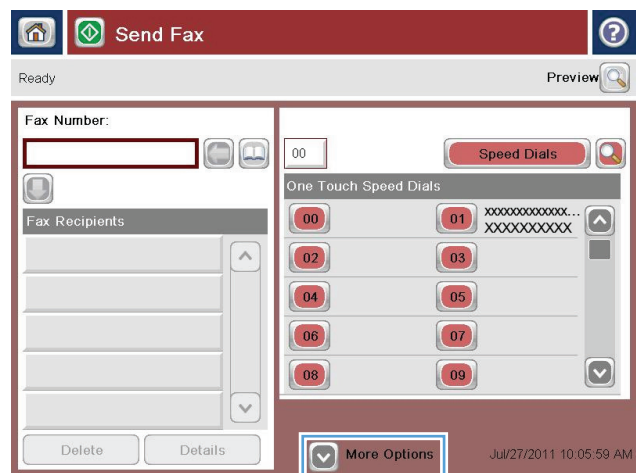 Send Fax
Ready
Preview
Fax Number:
00
Speed Dials
One Touch Speed Dials
Fax Recipients
00
01
XXXXXXXXXXXX...
XXXXXXXXXX
02
03
04
05
06
07
08
09
Delete
Details
More Options
Jul/27/2011 10:05:59 AM